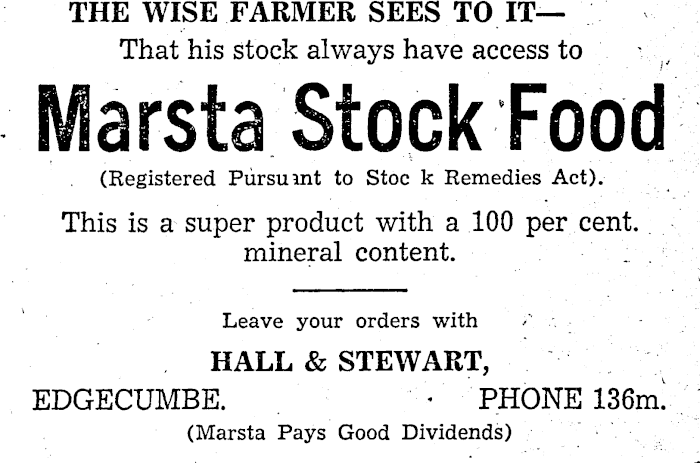 THE WISE FARMER SEES TO IT—
That his stock always have access to
Marsta Stock Food
(Registered Pursuant to Stoc k Remedies Act).
This is a super product with a 100 per cent.
mineral content.
Leave your orders with
HALL & STEWART,
EDGECUMBE. PHONE 136m.
(Marsta Pays Good Dividends)